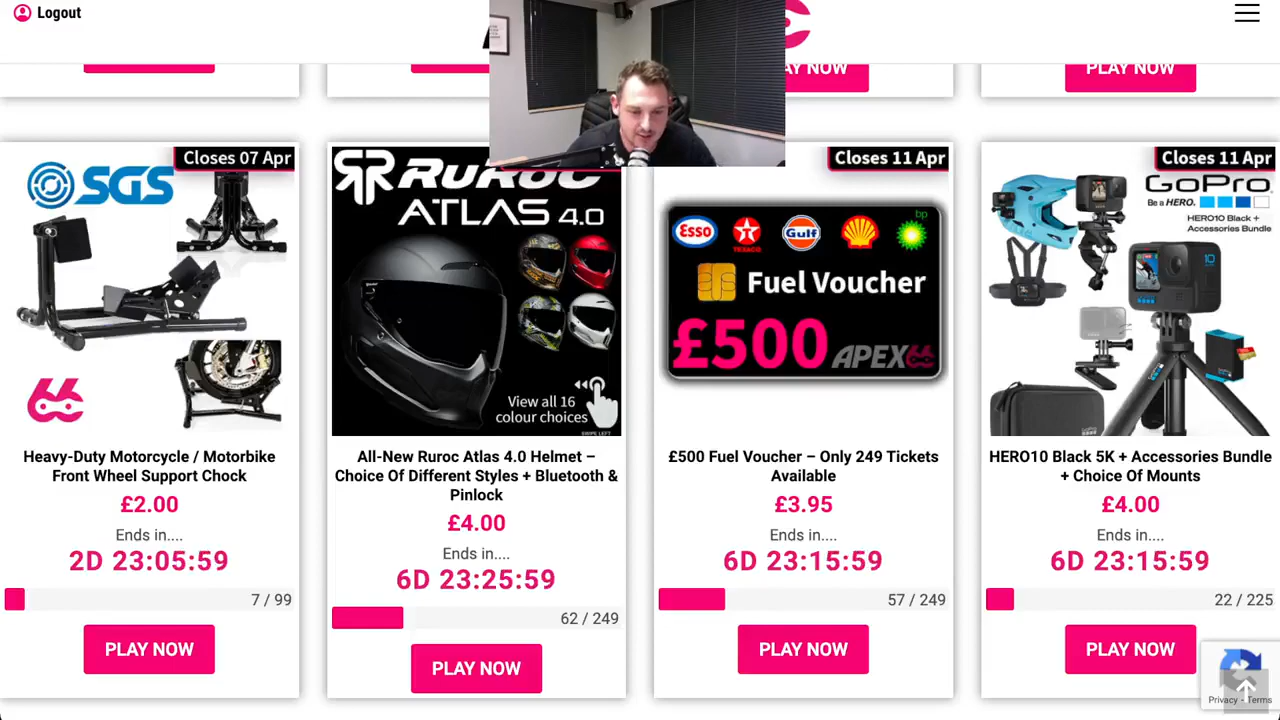 Logout
PLAY NOW
PLAY NOW
Closes 07 Apr
SGS
RUROC
ATLAS 4.0
View all 16
colour choices
SWIPE LEFT
Closes 11 Apr
Esso
TEXACO
Gulf
bp
Fuel Voucher
£500 APEX66
Closes 11 Apr
GoPro
Be a HERO.
HERO10 Black +
Accessories Bundle
10
Heavy-Duty Motorcycle / Motorbike
Front Wheel Support Chock
£2.00
Ends in....
2D 23:05:59
7 / 99
PLAY NOW
All-New Ruroc Atlas 4.0 Helmet –
Choice Of Different Styles + Bluetooth &
Pinlock
£4.00
Ends in....
6D 23:25:59
62 / 249
PLAY NOW
£500 Fuel Voucher – Only 249 Tickets
Available
£3.95
Ends in....
6D 23:15:59
57 / 249
PLAY NOW
HERO10 Black 5K + Accessories Bundle
+ Choice Of Mounts
£4.00
Ends in....
6D 23:15:59
22 / 225
PLAY NOW
Privacy - Terms